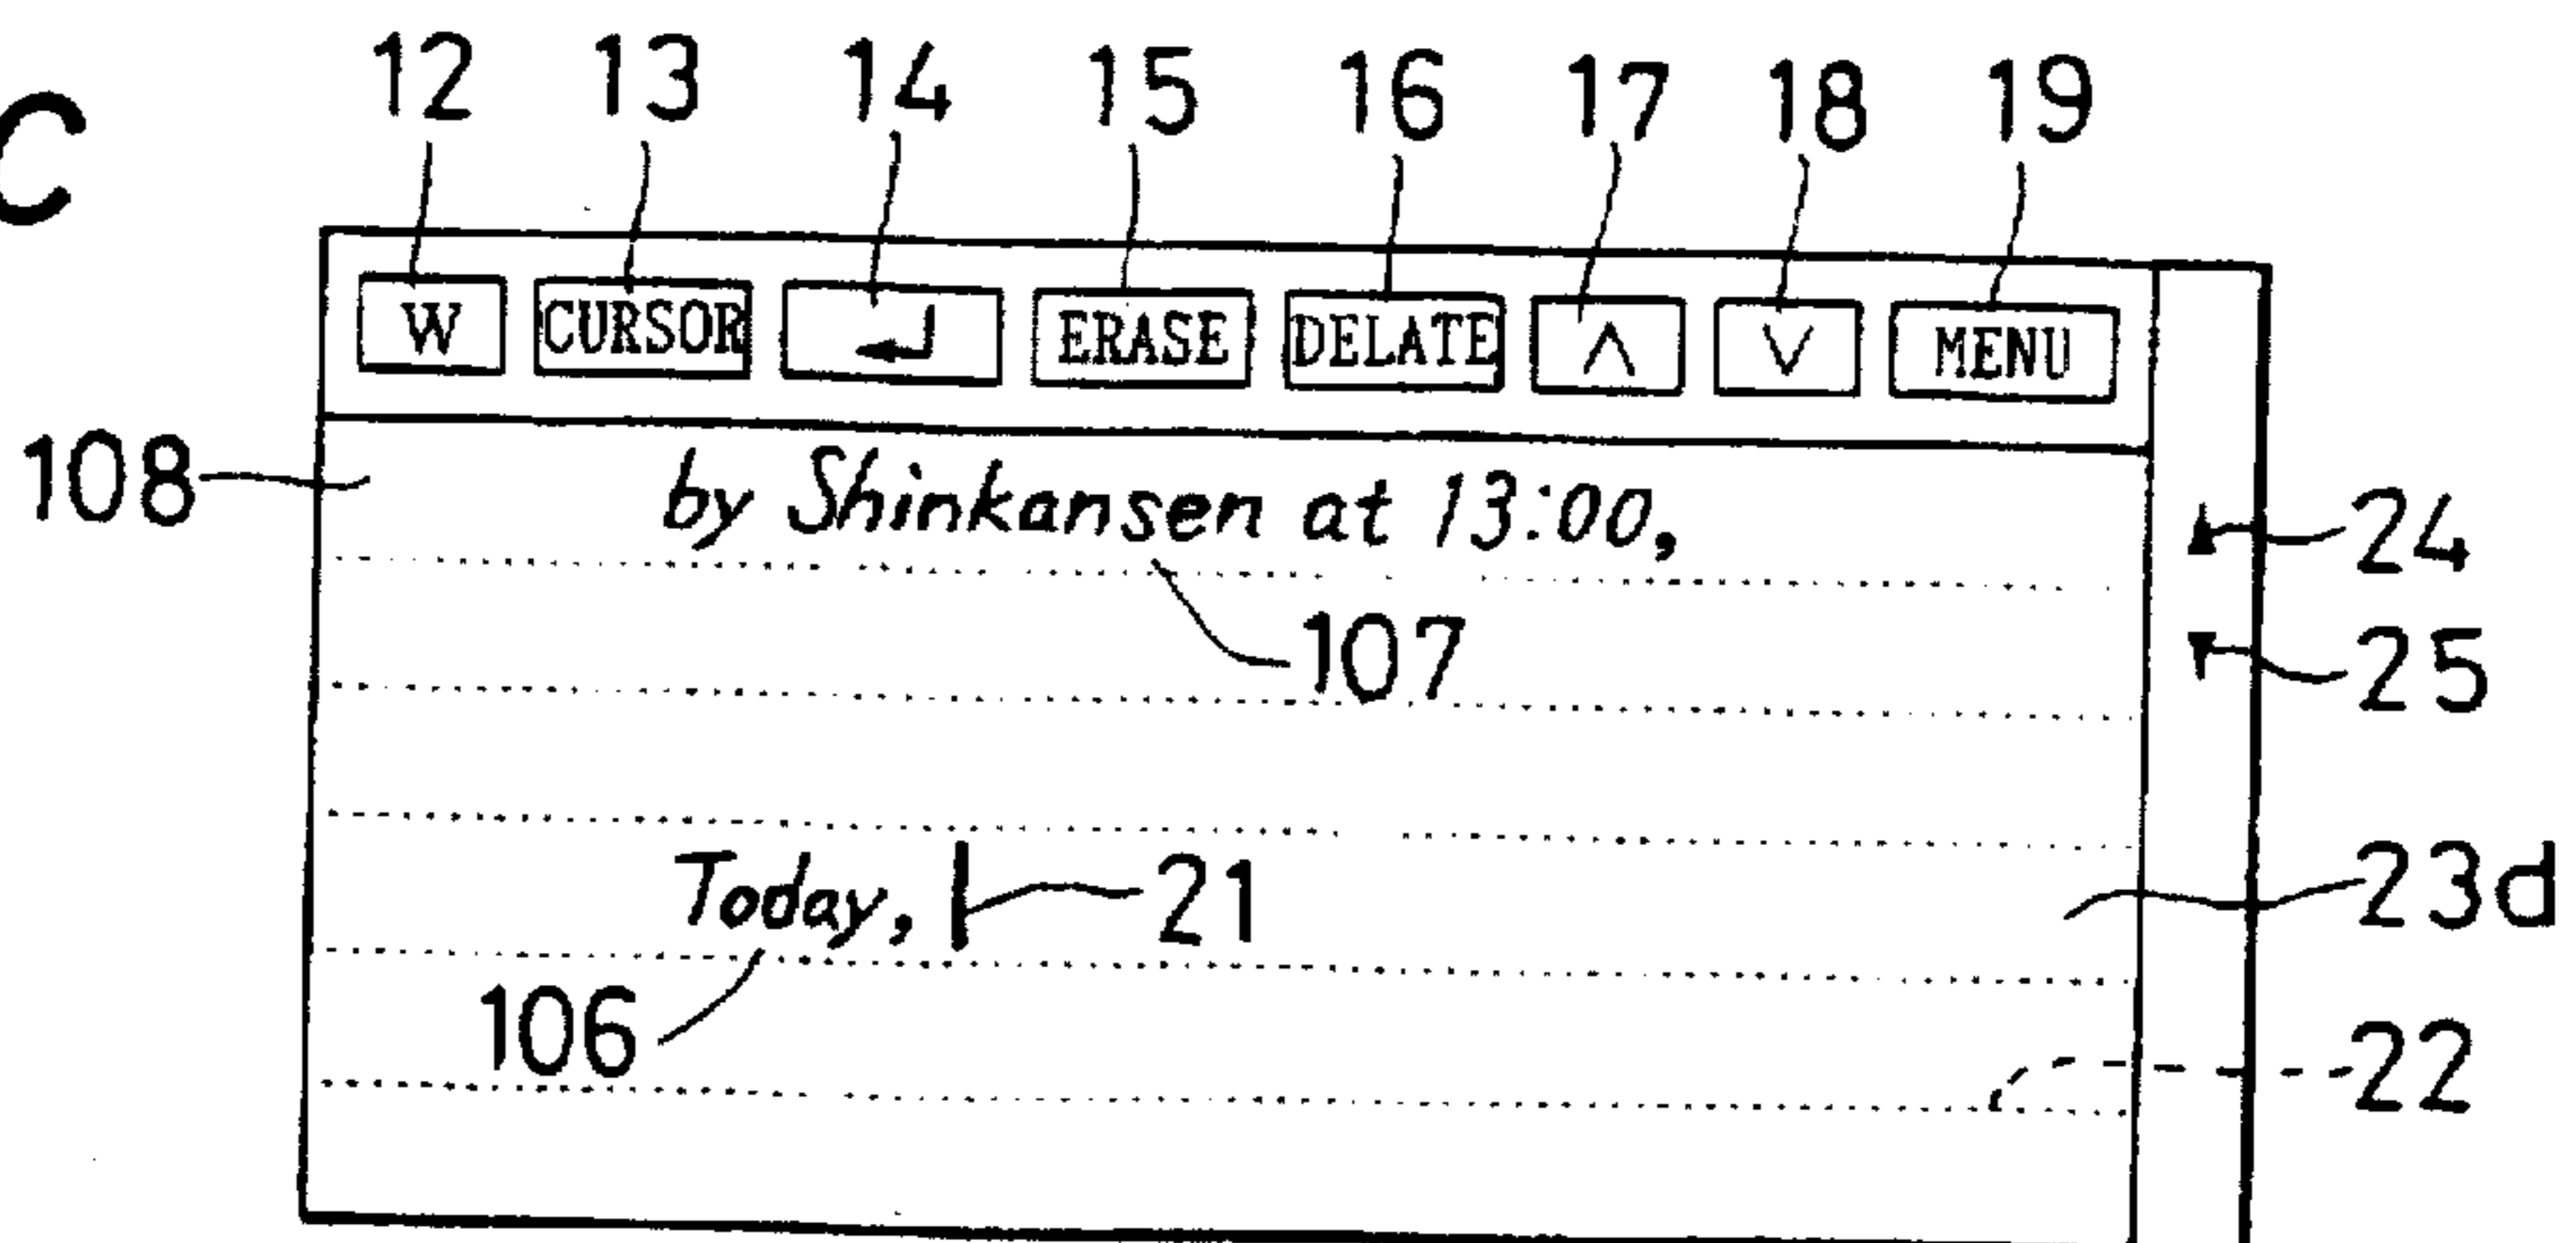 C
12 13 14 15 16 17 18 19
W CURSOR ERASE DELATE ∧ ∨ MENU
108 by Shinkansen at 13:00, 24
107 25
Today, 21 23d
106 22